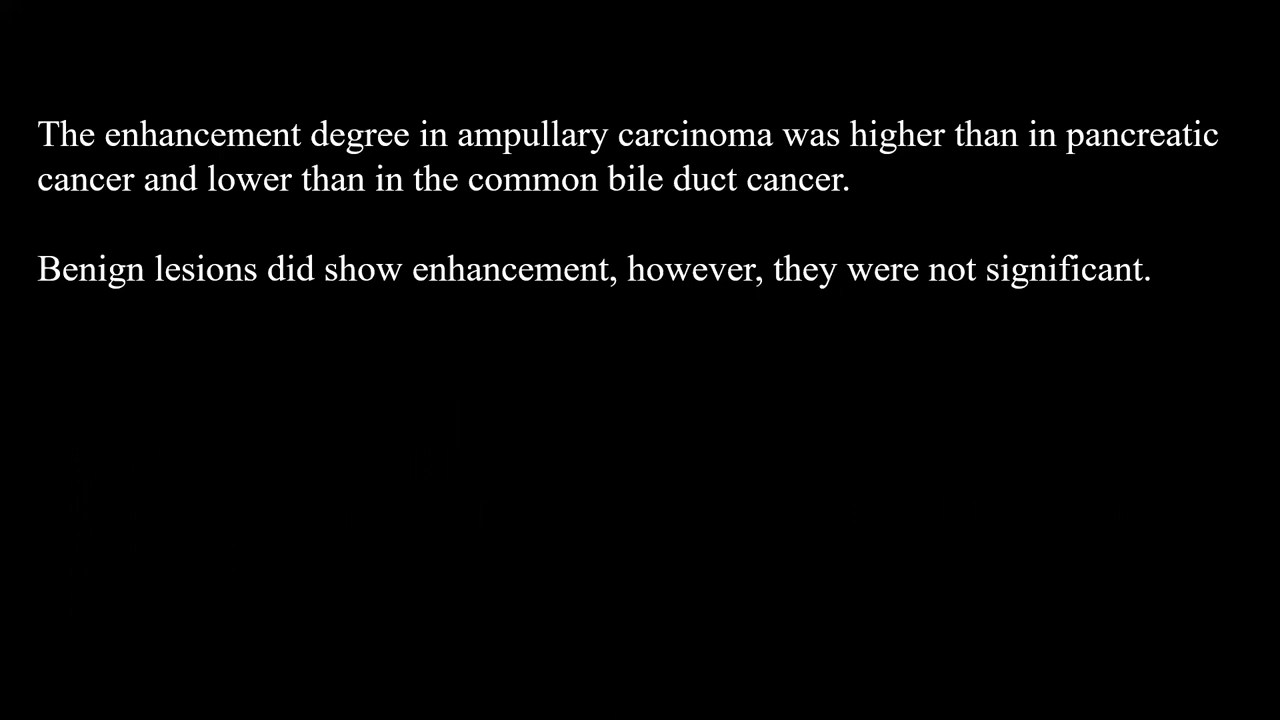 The enhancement degree in ampullary carcinoma was higher than in pancreatic
cancer and lower than in the common bile duct cancer.
Benign lesions did show enhancement, however, they were not significant.